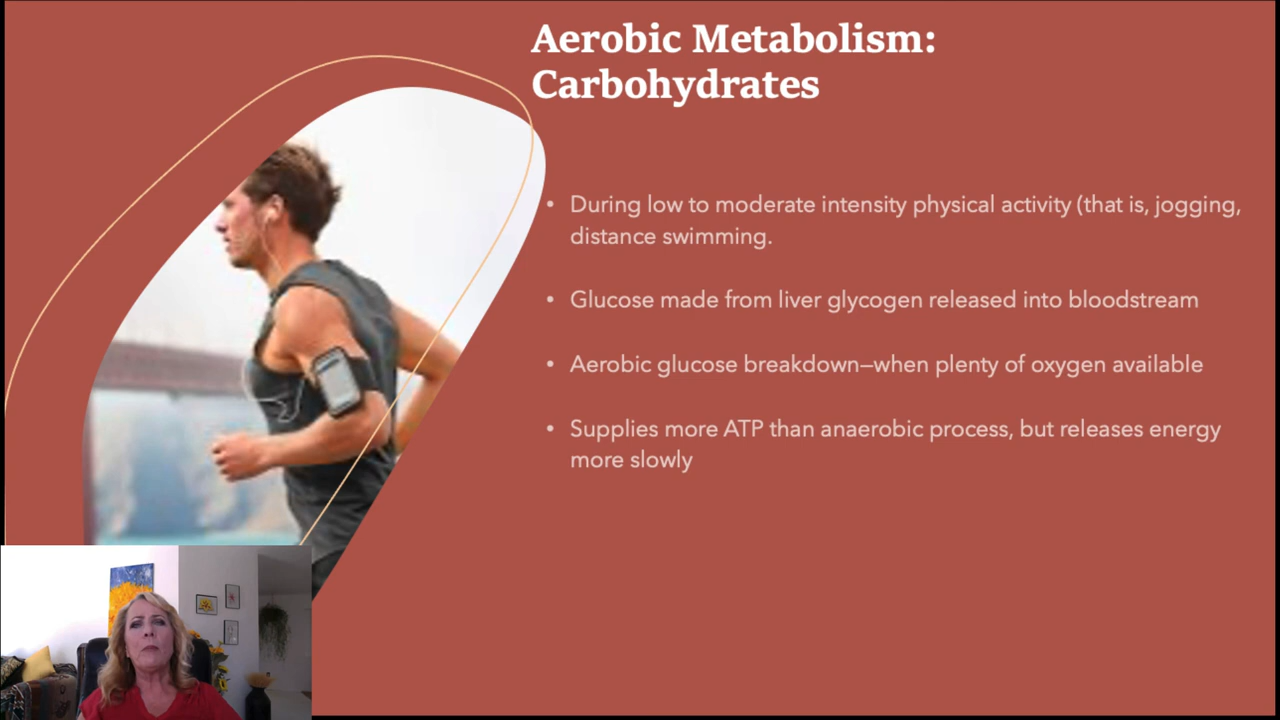 Aerobic Metabolism:
Carbohydrates
• During low to moderate intensity physical activity (that is, jogging,
distance swimming.
• Glucose made from liver glycogen released into bloodstream
• Aerobic glucose breakdown—when plenty of oxygen available
• Supplies more ATP than anaerobic process, but releases energy
more slowly